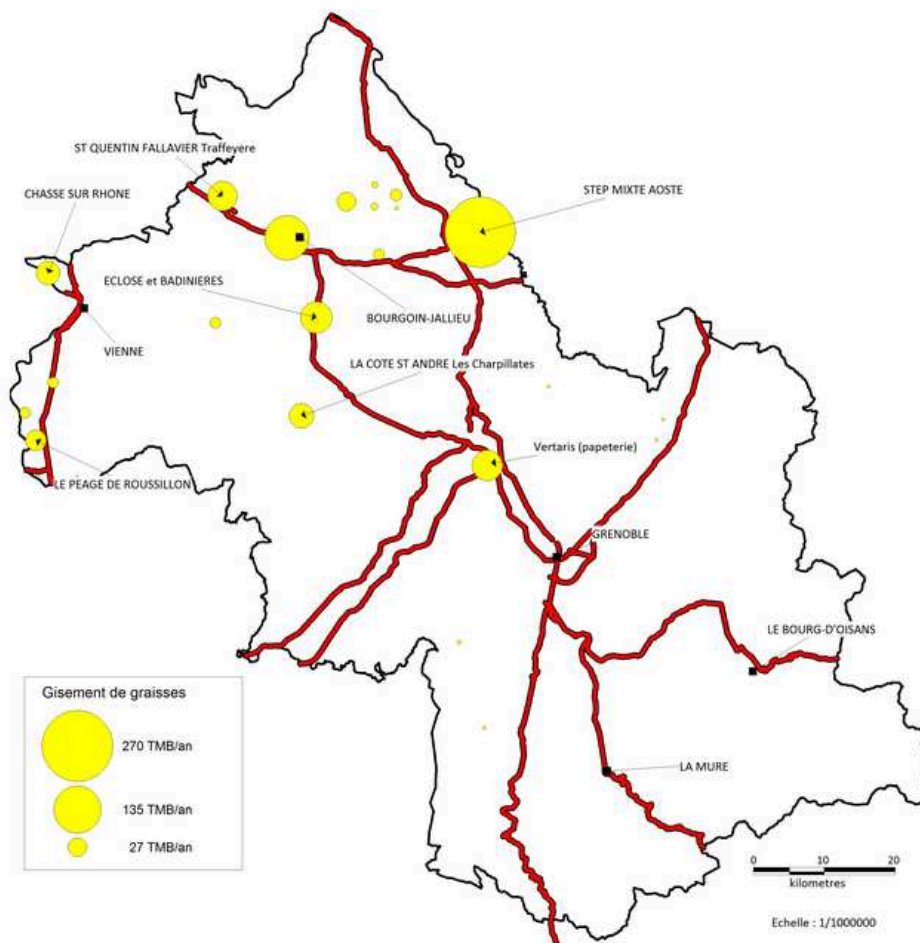 ST QUENTIN FALLAVIER Traffeyere
CHASSE SUR RHONE
STEP MIXTE AOSTE
ECLOSE et BADINIERES
BOURGOIN-JALLIEU
VIENNE
LA COTE ST ANDRE Les Charpillates
Vertaris (papeterie)
LE PEAGE DE ROUSSILLON
GRENOBLE
LE BOURG-D'OISANS
LA MURE
Gisement de graisses
270 TMB/an
135 TMB/an
27 TMB/an
0 10 20
kilometres
Echelle : 1/1000000